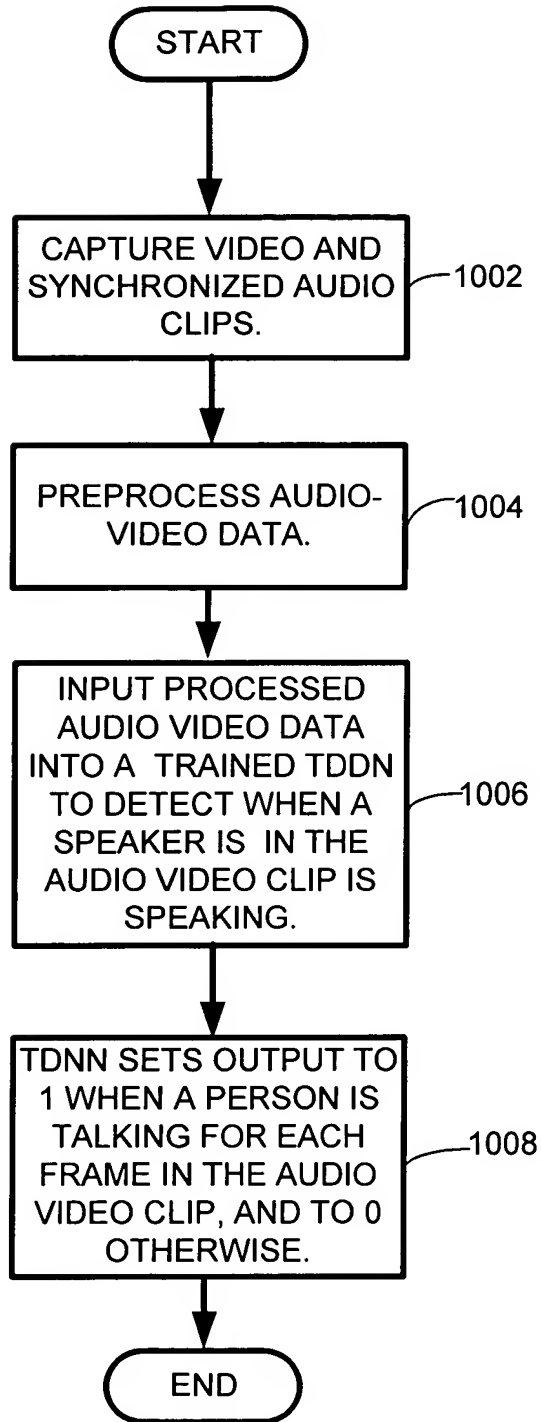 START
CAPTURE VIDEO AND
SYNCHRONIZED AUDIO
CLIPS.
1002
PREPROCESS AUDIO-
VIDEO DATA.
1004
INPUT PROCESSED
AUDIO VIDEO DATA
INTO A TRAINED TDDN
TO DETECT WHEN A
SPEAKER IS IN THE
AUDIO VIDEO CLIP IS
SPEAKING.
1006
TDNN SETS OUTPUT TO
1 WHEN A PERSON IS
TALKING FOR EACH
FRAME IN THE AUDIO
VIDEO CLIP, AND TO 0
OTHERWISE.
1008
END